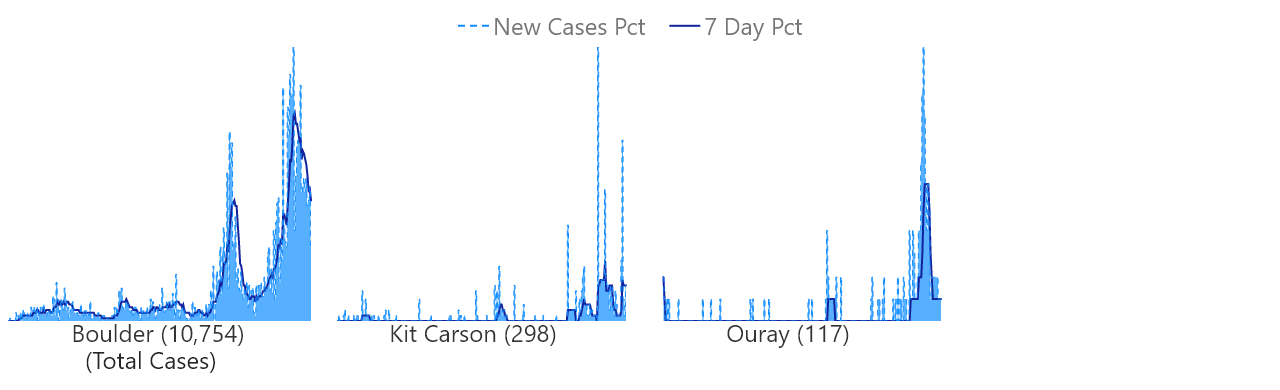 New Cases Pct 7 Day Pct
Boulder (10,754) Kit Carson (298) Ouray (117)
(Total Cases)